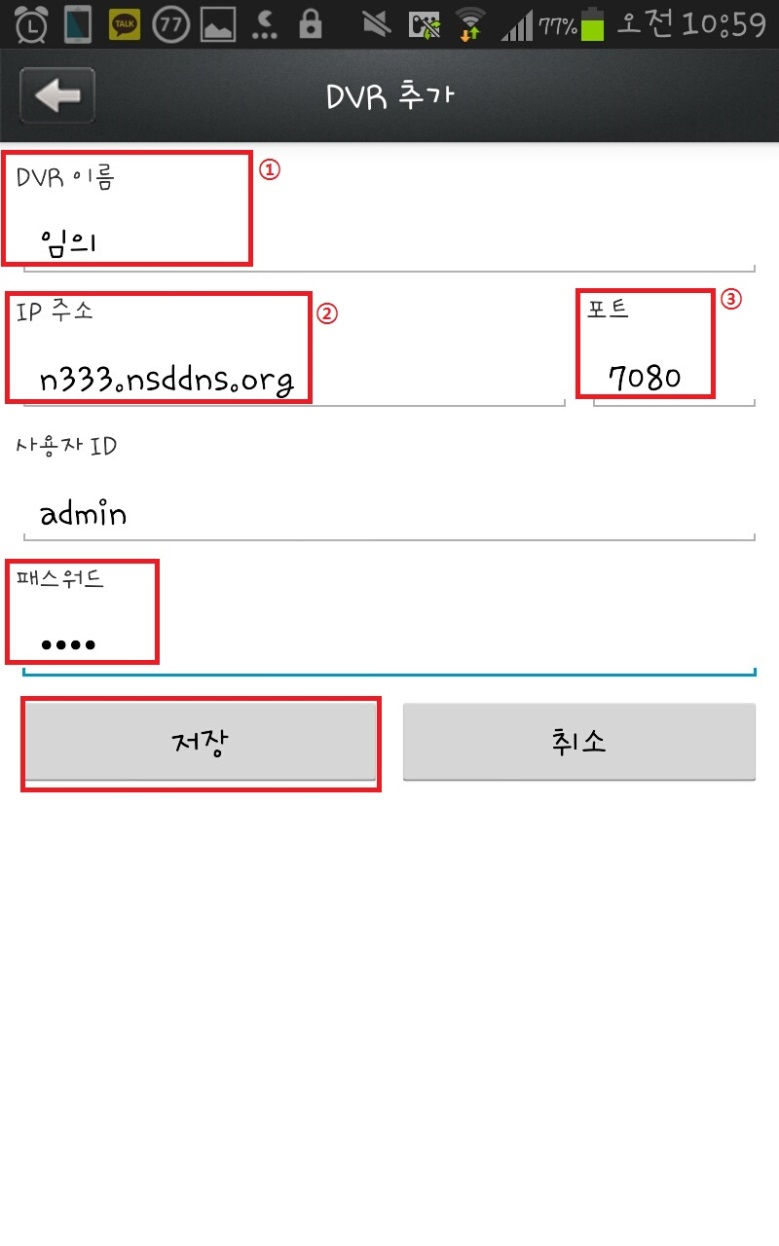 TALK 77 77% 오전 10:59
DVR 추가
DVR 이름 ①
임의
IP 주소 ② 포트 ③
n333.nsddns.org 7080
사용자 ID
admin
패스워드
••••
저장 취소